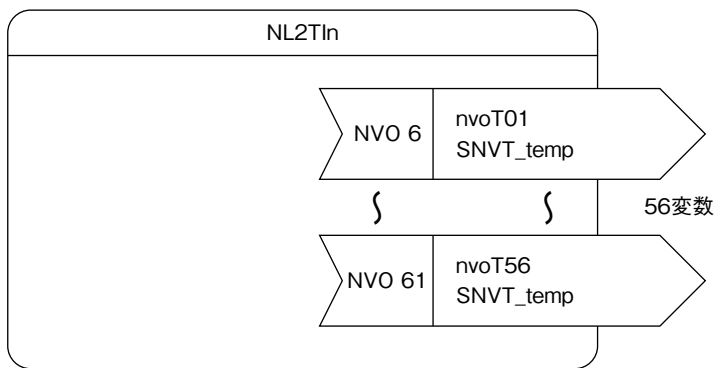 NL2TIn
NVO 6
nvoT01
SNVT_temp
56変数
NVO 61
nvoT56
SNVT_temp